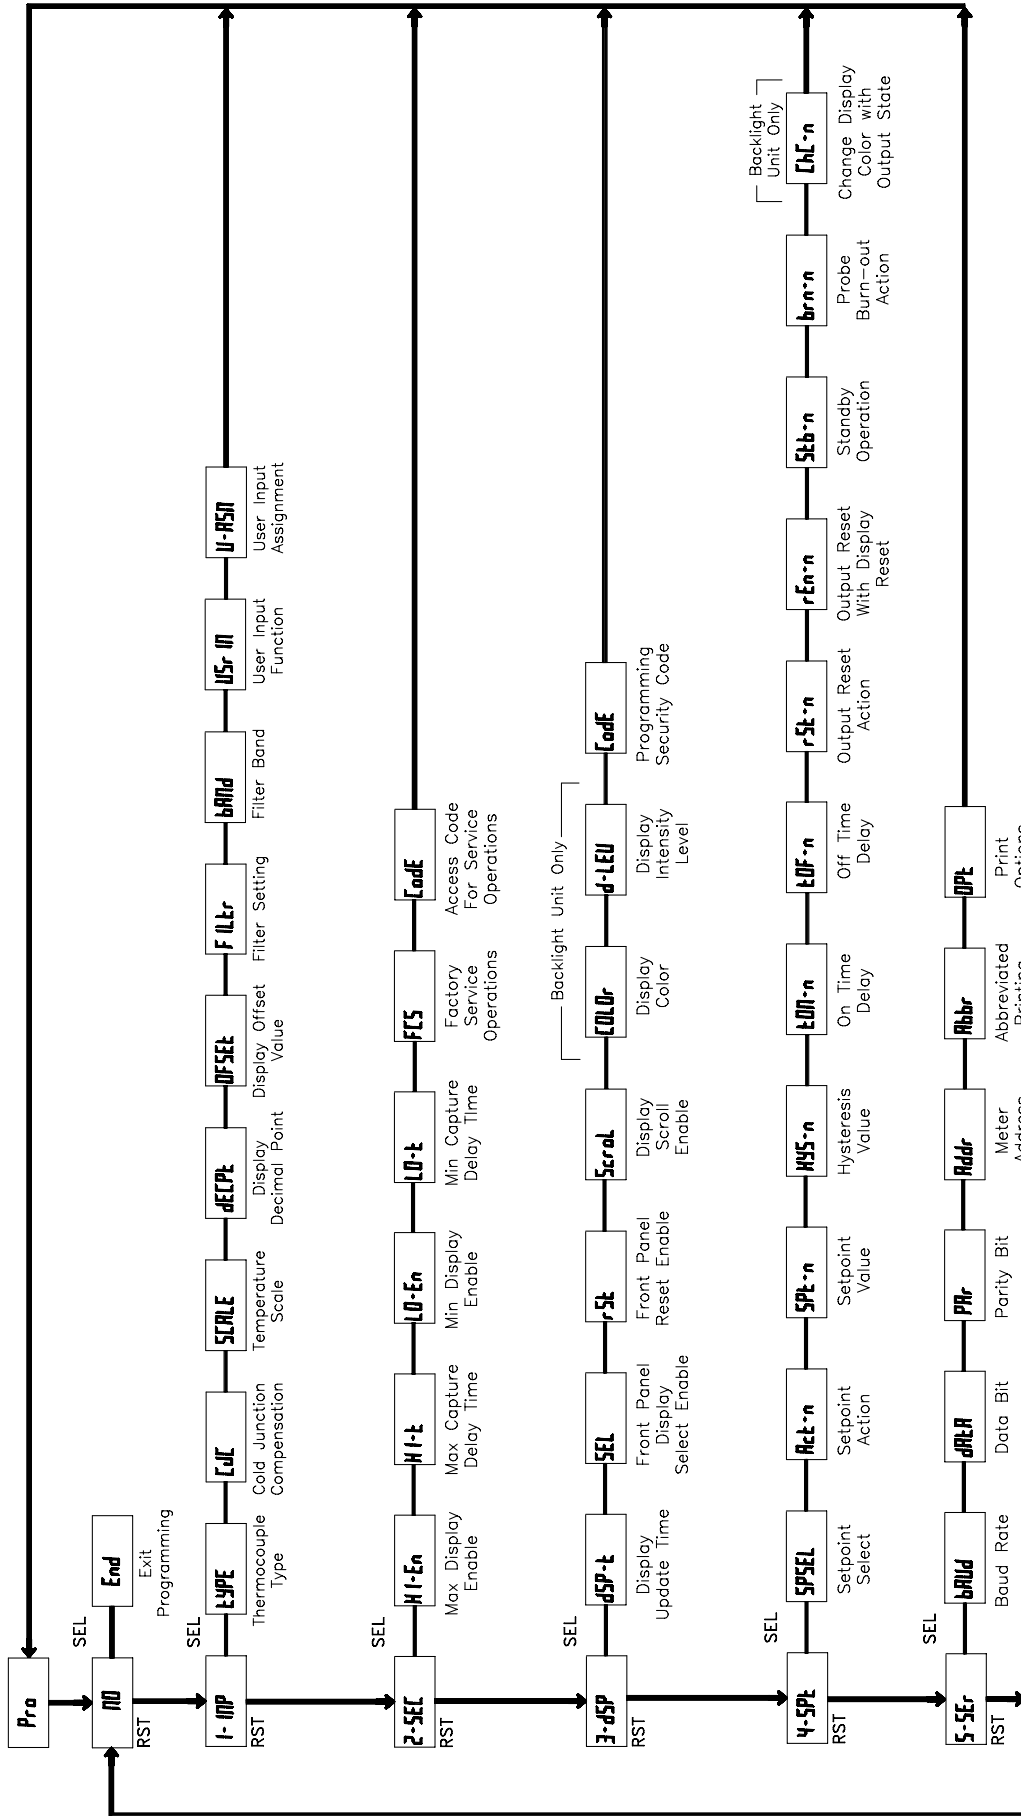 Pro
NO
SEL
RST
End
Exit
Programming
1-INP
SEL
RST
tYPE
Thermocouple
Type
CJC
Cold Junction
Compensation
SCALE
Temperature
Scale
dECPt
Display
Decimal Point
OFSEt
Display Offset
Value
FILtr
Filter Setting
bANd
Filter Band
USr IN
User Input
Function
U-ASN
User Input
Assignment
2-SEC
SEL
RST
HI-En
Max Display
Enable
HI-t
Max Capture
Delay Time
LO-En
Min Display
Enable
LO-t
Min Capture
Delay TIme
FCS
Factory
Service
Operations
CodE
Access Code
For Service
Operations
3-dSP
SEL
RST
dSP-t
Display
Update Time
SEL
Front Panel
Display
Select Enable
rSt
Front Panel
Reset Enable
ScroL
Display
Scroll
Enable
Backlight Unit Only
COLOr
Display
Color
d-LEV
Display
Intensity
Level
CodE
Programming
Security Code
4-SPt
SEL
RST
SPSEL
Setpoint
Select
Act-n
Setpoint
Action
SPt-n
Setpoint
Value
HYS-n
Hysteresis
Value
tON-n
On Time
Delay
tOF-n
Off Time
Delay
rSt-n
Output Reset
Action
rEn-n
Output Reset
With Display
Reset
Stb-n
Standby
Operation
brn-n
Probe
Burn-out
Action
Backlight
Unit Only
ChC-n
Change Display
Color with
Output State
5-SEr
SEL
RST
bAUd
Baud Rate
dAtA
Data Bit
PAr
Parity Bit
Addr
Meter
Address
Abbr
Abbreviated
Printing
OPt
Print
Options